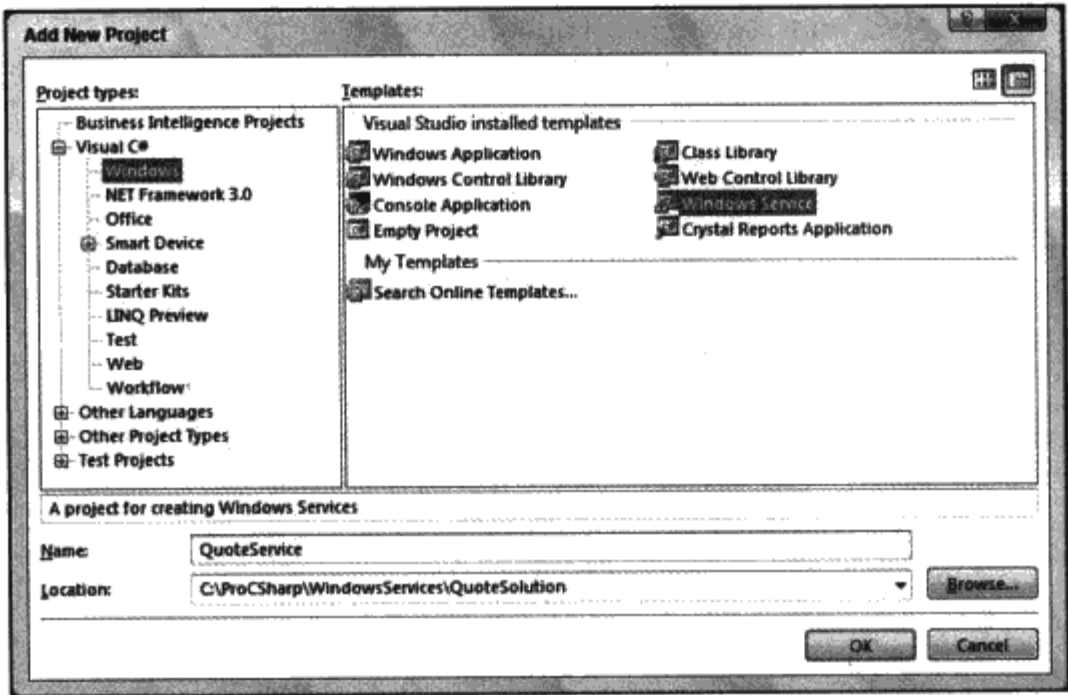 Add New Project
Project types:
Templates:
Business Intelligence Projects
Visual C#
Windows
NET Framework 3.0
Office
Smart Device
Database
Starter Kits
LINQ Preview
Test
Web
Workflow
Other Languages
Other Project Types
Test Projects
Visual Studio installed templates
Windows Application
Class Library
Windows Control Library
Web Control Library
Console Application
Windows Service
Empty Project
Crystal Reports Application
My Templates
Search Online Templates...
A project for creating Windows Services
Name:
QuoteService
Location:
C:\ProCSharp\WindowsServices\QuoteSolution
Browse...
OK
Cancel